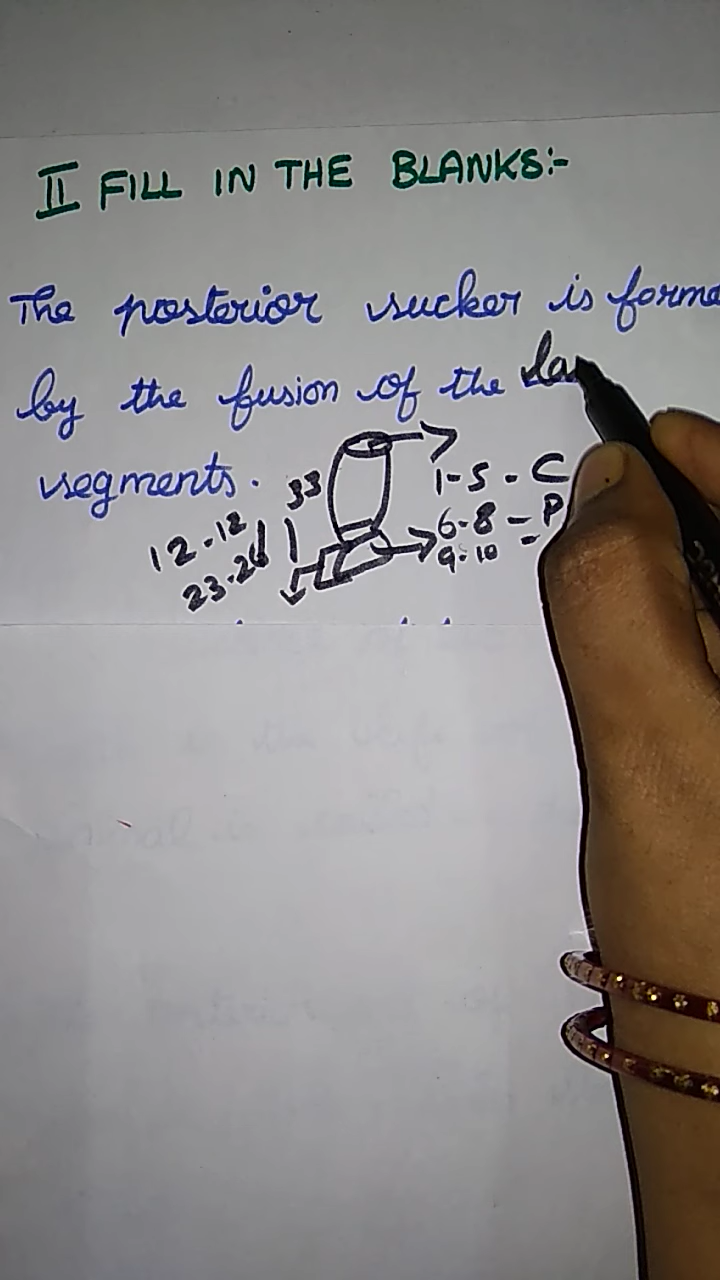 II FILL IN THE BLANKS:-
The posterior sucker is forme
by the fusion of the las
segments.
33
1-5 - C
6-8 - P
9-10 -
12-12
23-26